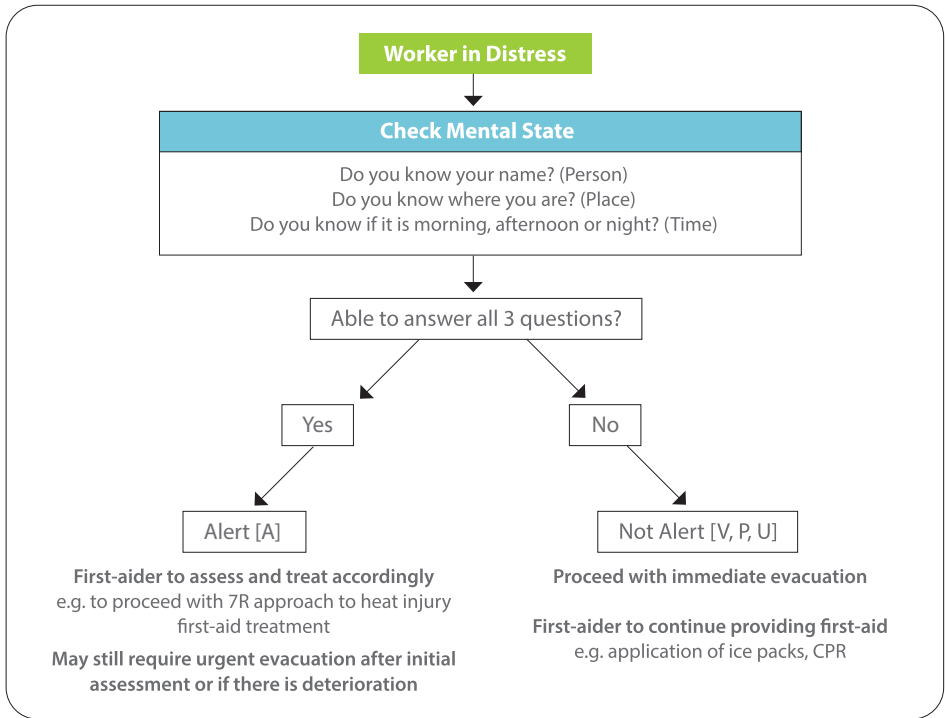 Worker in Distress
Check Mental State
Do you know your name? (Person)
Do you know where you are? (Place)
Do you know if it is morning, afternoon or night? (Time)
Able to answer all 3 questions?
Yes
No
Alert [A]
Not Alert [V, P, U]
First-aider to assess and treat accordingly
e.g. to proceed with 7R approach to heat injury
first-aid treatment
May still require urgent evacuation after initial
assessment or if there is deterioration
Proceed with immediate evacuation
First-aider to continue providing first-aid
e.g. application of ice packs, CPR